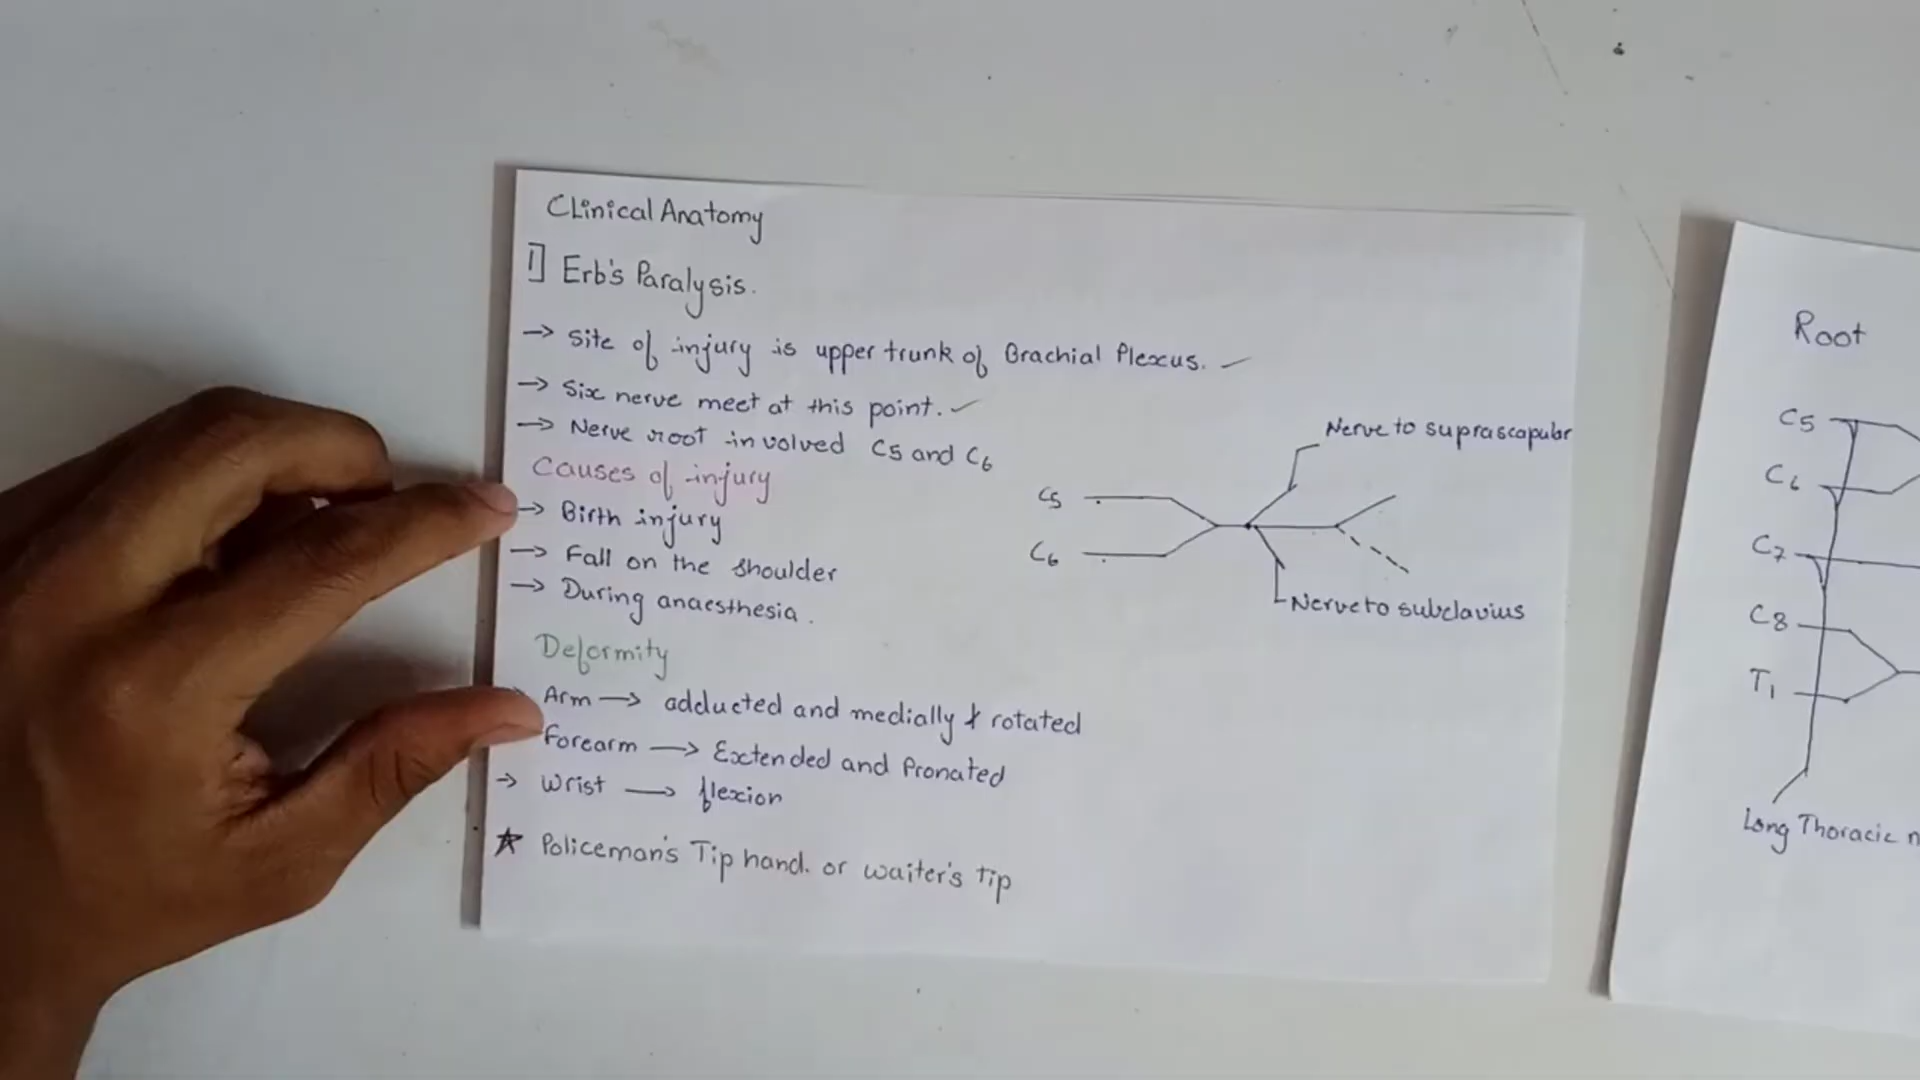 Clinical Anatomy
1] Erb's Paralysis.
→ Site of injury is upper trunk of Brachial Plexus. ✓
→ Six nerve meet at this point. ✓
→ Nerve root involved C5 and C6
Causes of injury
→ Birth injury
→ Fall on the shoulder
→ During anaesthesia.
Deformity
Arm → adducted and medially & rotated
Forearm → Extended and Pronated
→ Wrist → flexion
★ Policeman's Tip hand. or waiter's tip
Nerve to suprascapular
C5
C6
Nerve to subclavius
Root
C5
C6
C7
C8
T1
Long Thoracic n